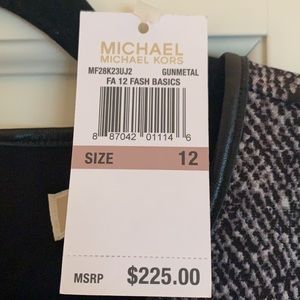 MICHAEL
MICHAEL KORS
MF28K23UJ2 GUNMETAL
FA 12 FASH BASICS
8 87042 01114 6
SIZE 12
MSRP $225.00